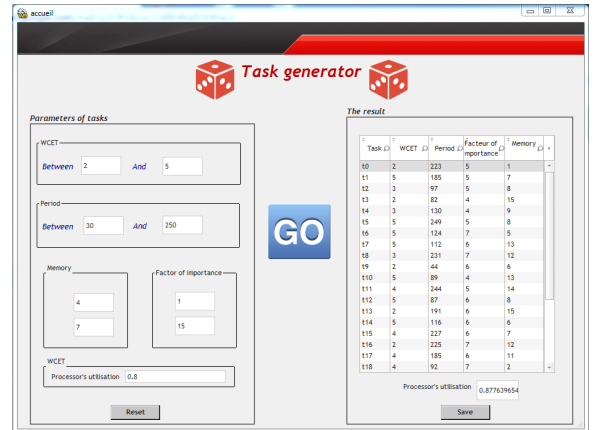 accueil
Task generator
Parameters of tasks
WCET
Between 2 And 5
Period
Between 30 And 250
Memory
4
7
Factor of importance
1
15
WCET
Processor's utilisation 0.8
Reset
GO
The result
Task WCET Period Facteur of mportance Memory
t0 2 223 5 1
t1 5 185 5 7
t2 3 97 5 8
t3 2 82 4 15
t4 3 130 4 9
t5 5 249 5 8
t6 5 124 7 5
t7 5 112 6 13
t8 3 231 7 12
t9 2 44 6 6
t10 5 89 4 13
t11 4 244 5 14
t12 5 87 6 8
t13 2 191 6 15
t14 5 116 6 6
t15 4 227 6 7
t16 2 225 7 12
t17 4 185 6 11
t18 4 92 7 2
Processor's utilisation 0.877639654
Save